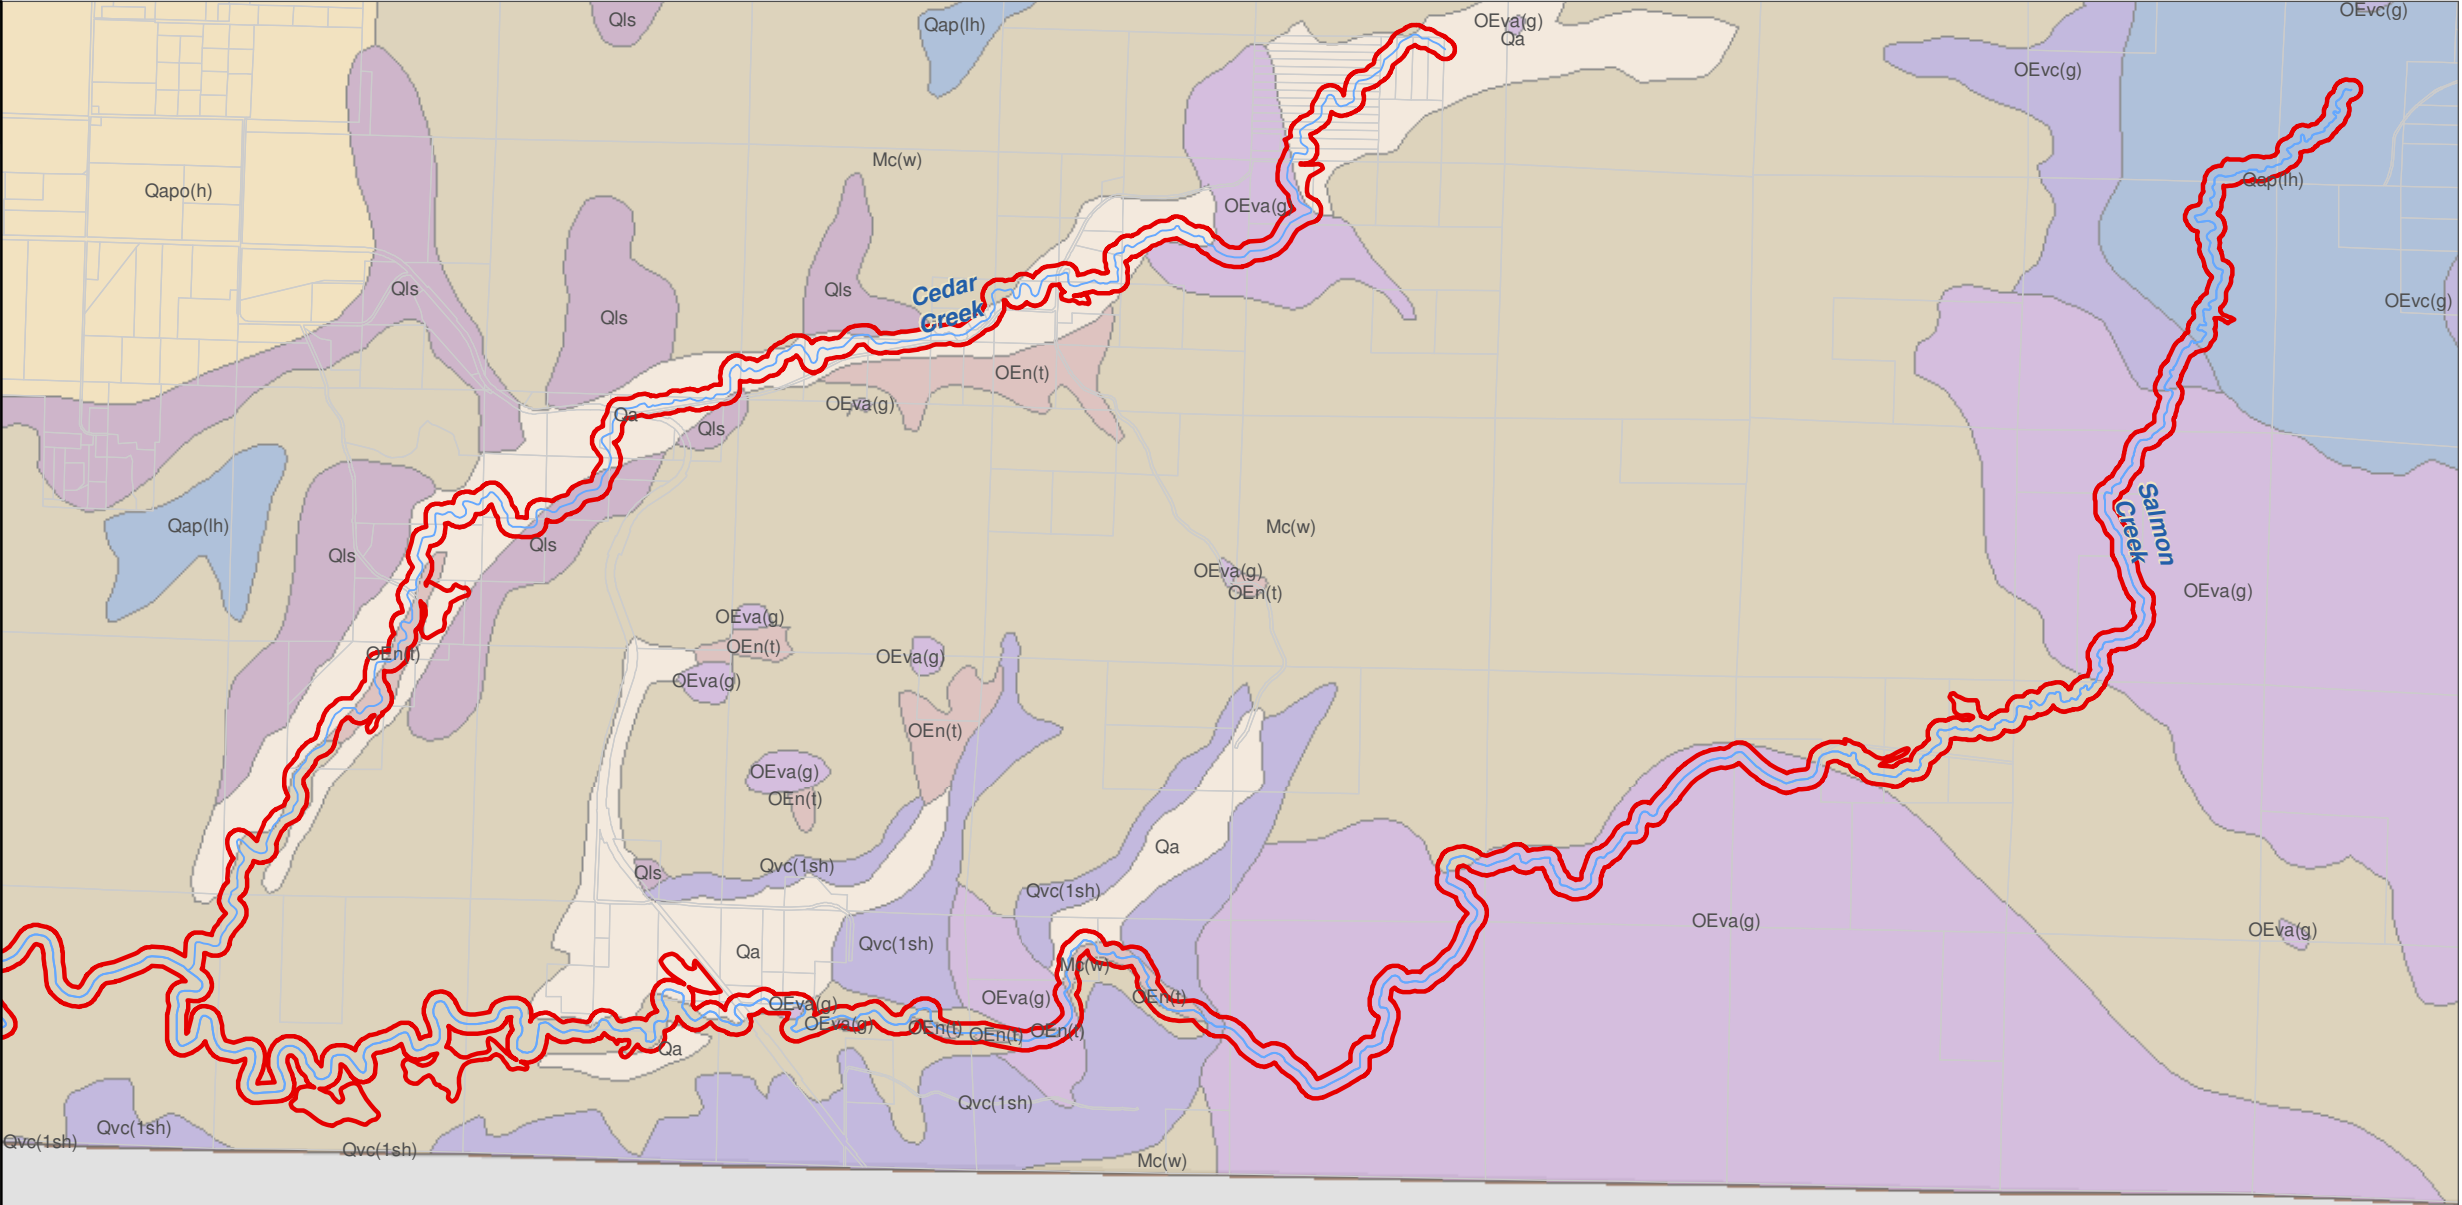 Qls
Qap(lh)
OEva(g)
Qa
OEvc(g)
OEvc(g)
Mc(w)
Qapo(h)
Qap(lh)
OEva(g)
Qls
Qls
Qls
Cedar
Creek
OEvc(g)
OEn(t)
OEva(g)
Qa
Qls
Qap(lh)
Qls
Qls
Mc(w)
Salmon
Creek
OEva(g)
OEn(t)
OEva(g)
OEva(g)
OEn(t)
OEn(t)
OEva(g)
OEva(g)
OEn(t)
OEva(g)
OEn(t)
Qa
Qvc(1sh)
Qls
Qvc(1sh)
OEva(g)
OEva(g)
Qvc(1sh)
Qa
Mc(w)
OEn(t)
OEva(g)
OEva(g)
OEva(g)
OEn(t)
OEn(t)
OEn(t)
Qa
Qvc(1sh)
Qvc(1sh)
Qvc(1sh)
Qvc(1sh)
Mc(w)